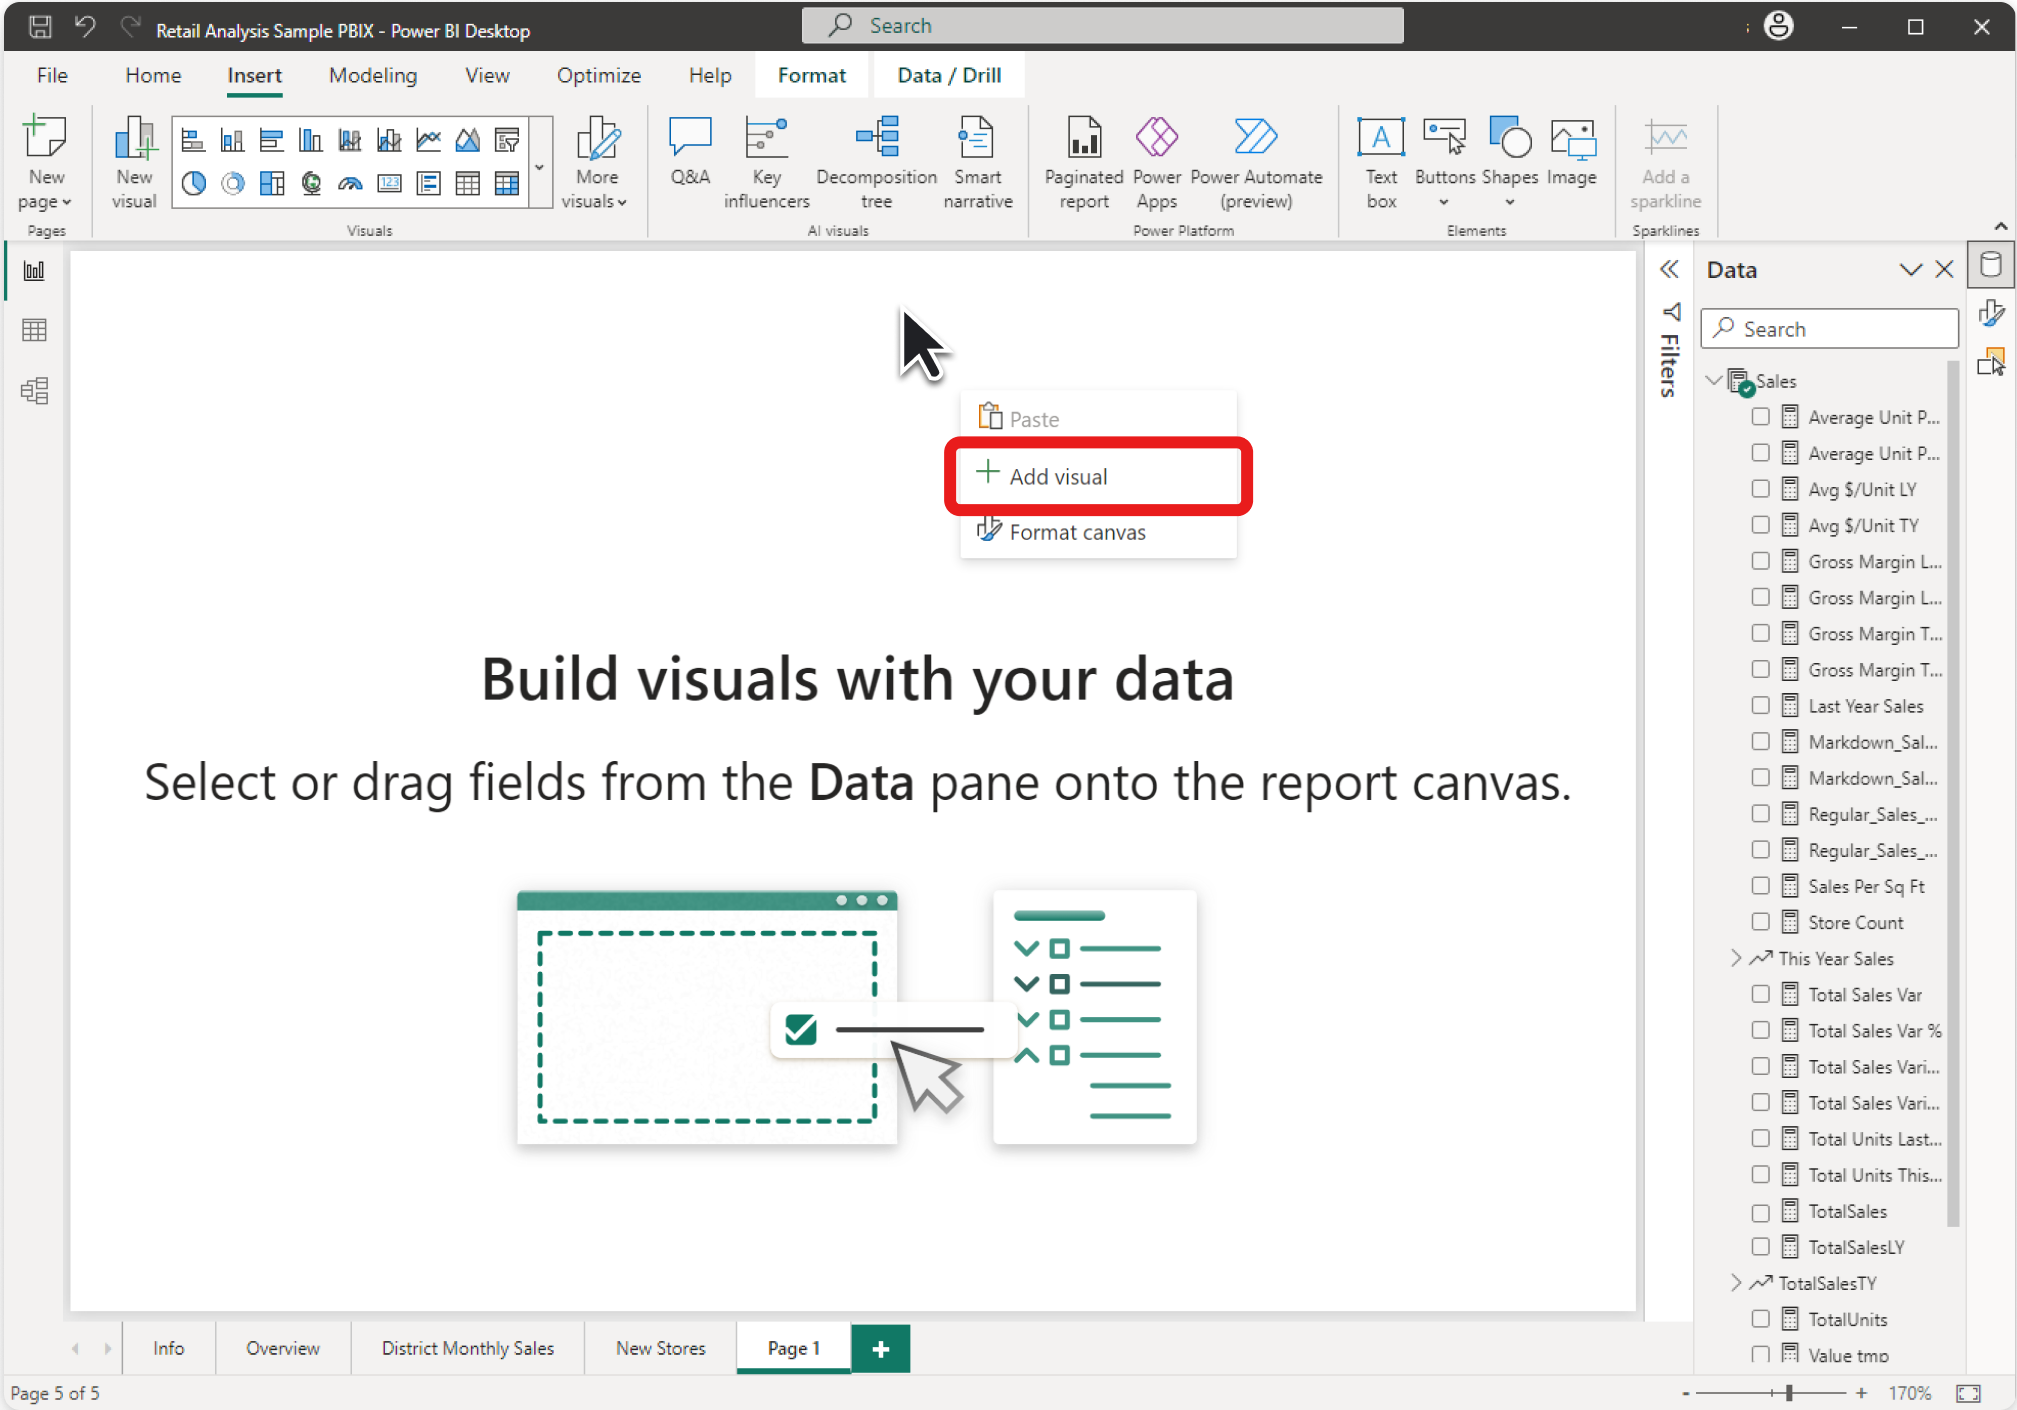 Retail Analysis Sample PBIX - Power BI Desktop
Search
File Home Insert Modeling View Optimize Help Format Data / Drill
New page
Pages
New visual
More visuals
Visuals
Q&A
Key influencers
Decomposition tree
Smart narrative
AI visuals
Paginated report
Power Apps
Power Automate (preview)
Power Platform
Text box
Buttons
Shapes
Image
Elements
Add a sparkline
Sparklines
Paste
Add visual
Format canvas
Build visuals with your data
Select or drag fields from the Data pane onto the report canvas.
Filters
Data
Search
Sales
Average Unit P...
Average Unit P...
Avg $/Unit LY
Avg $/Unit TY
Gross Margin L...
Gross Margin L...
Gross Margin T...
Gross Margin T...
Last Year Sales
Markdown_Sal...
Markdown_Sal...
Regular_Sales_...
Regular_Sales_...
Sales Per Sq Ft
Store Count
This Year Sales
Total Sales Var
Total Sales Var %
Total Sales Vari...
Total Sales Vari...
Total Units Last...
Total Units This...
TotalSales
TotalSalesLY
TotalSalesTY
TotalUnits
Value tmp
Info Overview District Monthly Sales New Stores Page 1 +
Page 5 of 5
- + 170%